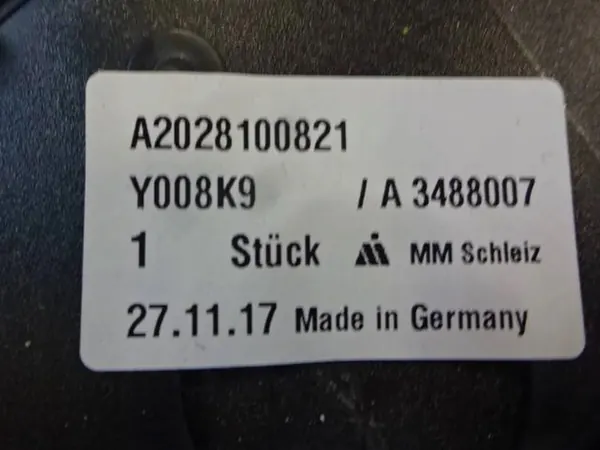 A2028100821
Y008K9 / A 3488007
1 Stück MM Schleiz
27.11.17 Made in Germany